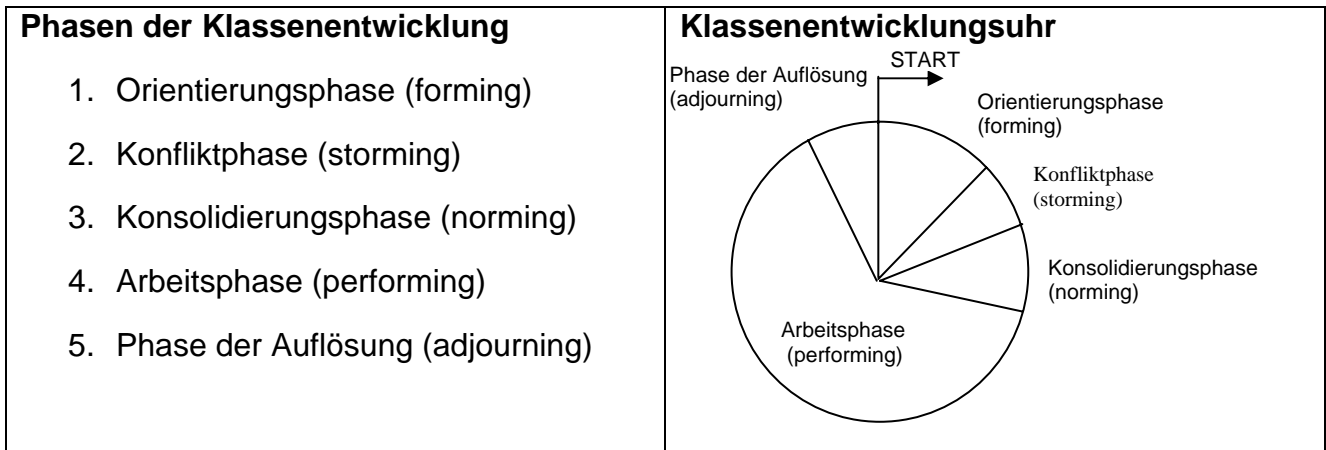 Phasen der Klassenentwicklung
1. Orientierungsphase (forming)
2. Konfliktphase (storming)
3. Konsolidierungsphase (norming)
4. Arbeitsphase (performing)
5. Phase der Auflösung (adjourning)
Klassenentwicklungsuhr
START
Phase der Auflösung
(adjourning)
Orientierungsphase
(forming)
Konfliktphase
(storming)
Konsolidierungsphase
(norming)
Arbeitsphase
(performing)